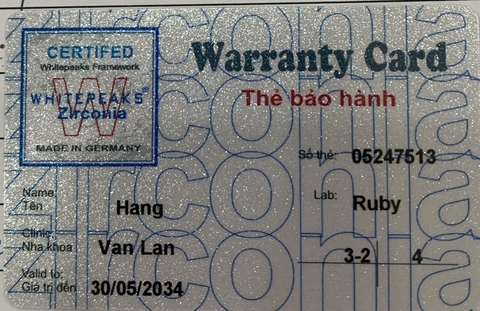 CERTIFED
Whitepeaks Framework
WHITEPEAKS®
Zirconia
MADE IN GERMANY
Warranty Card
Thẻ bảo hành
Số thẻ: 05247513
Name:
Tên Hang
Lab: Ruby
Clinic:
Nha khoa Van Lan
3-2 4
Valid to:
Giá trị đến 30/05/2034
zirconia